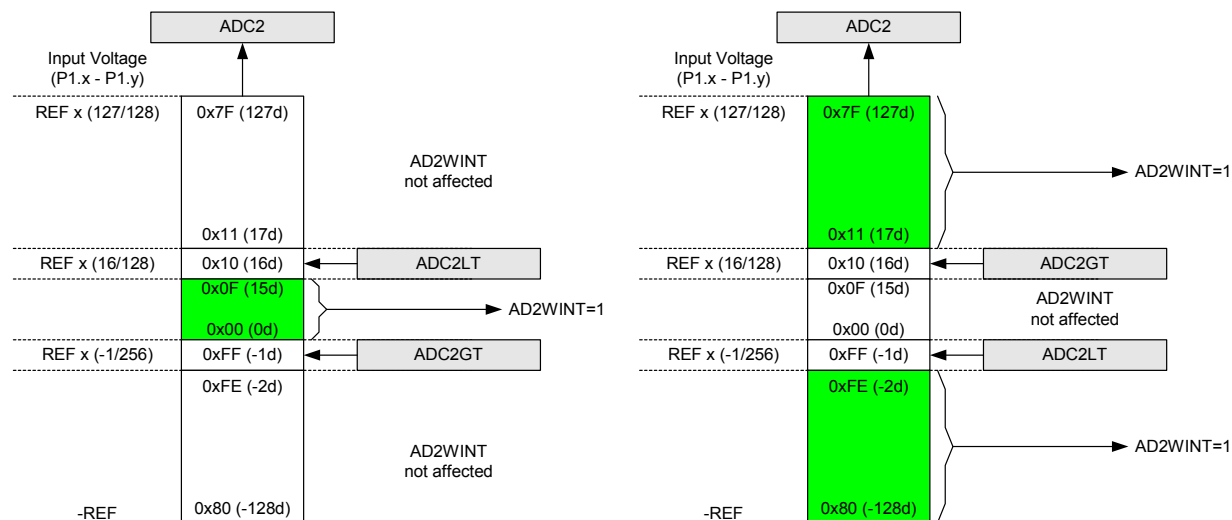 ADC2
Input Voltage
(P1.x - P1.y)
REF x (127/128)
0x7F (127d)
AD2WINT
not affected
0x11 (17d)
REF x (16/128)
0x10 (16d)
ADC2LT
0x0F (15d)
AD2WINT=1
0x00 (0d)
REF x (-1/256)
0xFF (-1d)
ADC2GT
0xFE (-2d)
AD2WINT
not affected
-REF
0x80 (-128d)
ADC2
Input Voltage
(P1.x - P1.y)
REF x (127/128)
0x7F (127d)
AD2WINT=1
0x11 (17d)
REF x (16/128)
0x10 (16d)
ADC2GT
0x0F (15d)
AD2WINT
not affected
0x00 (0d)
REF x (-1/256)
0xFF (-1d)
ADC2LT
0xFE (-2d)
AD2WINT=1
-REF
0x80 (-128d)